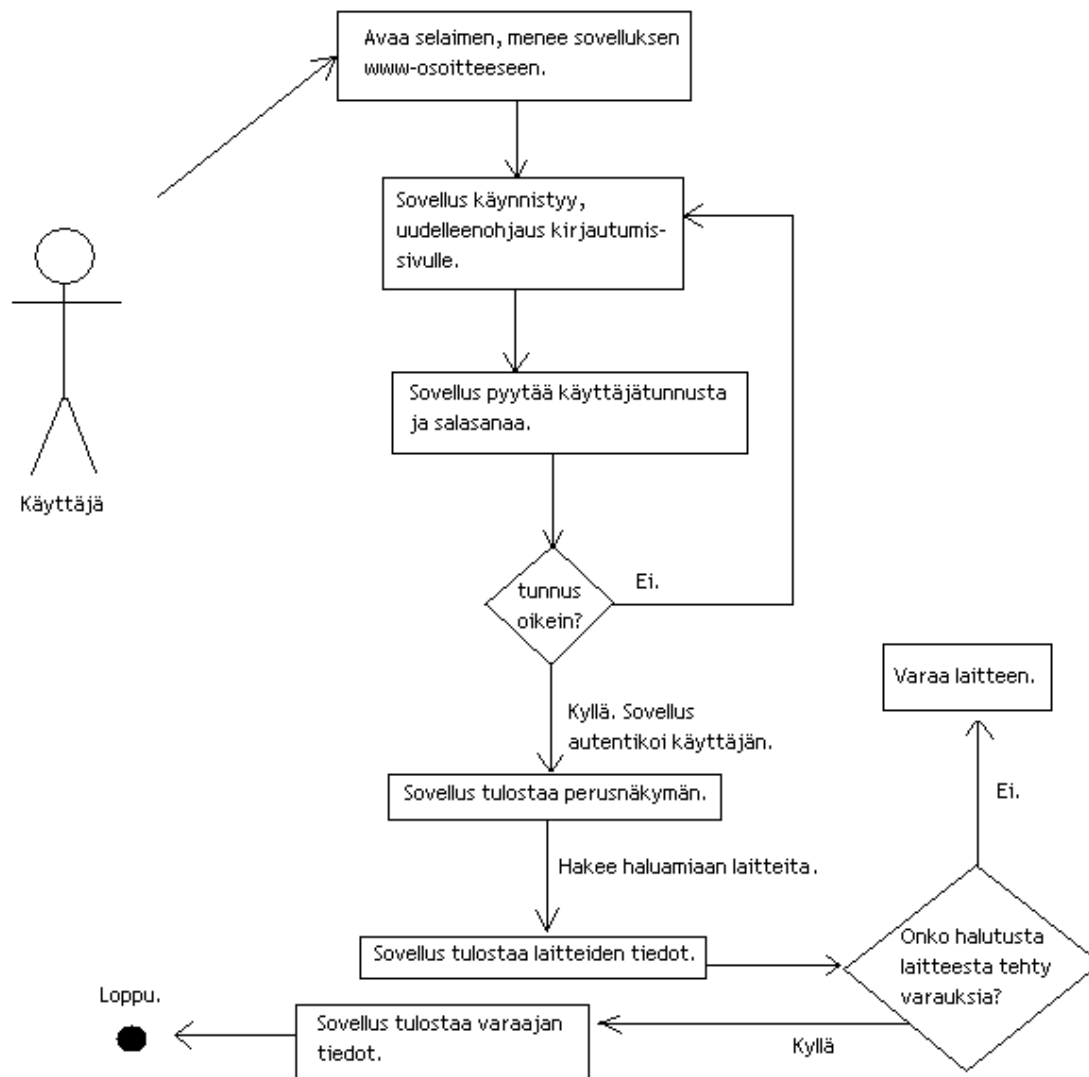 Avaa selaimen, menee sovelluksen
www-osoitteeseen.
Sovellus käynnistyy,
uudelleenohjaus kirjautumis-
sivulle.
Sovellus pyytää käyttäjätunnusta
ja salasanaa.
Käyttäjä
tunnus
oikein?
Ei.
Kyllä. Sovellus
autentikoi käyttäjän.
Sovellus tulostaa perusnäkymän.
Hakee haluamiaan laitteita.
Sovellus tulostaa laitteiden tiedot.
Onko halutusta
laitteesta tehty
varauksia?
Ei.
Varaa laitteen.
Kyllä
Sovellus tulostaa varaajan
tiedot.
Loppu.